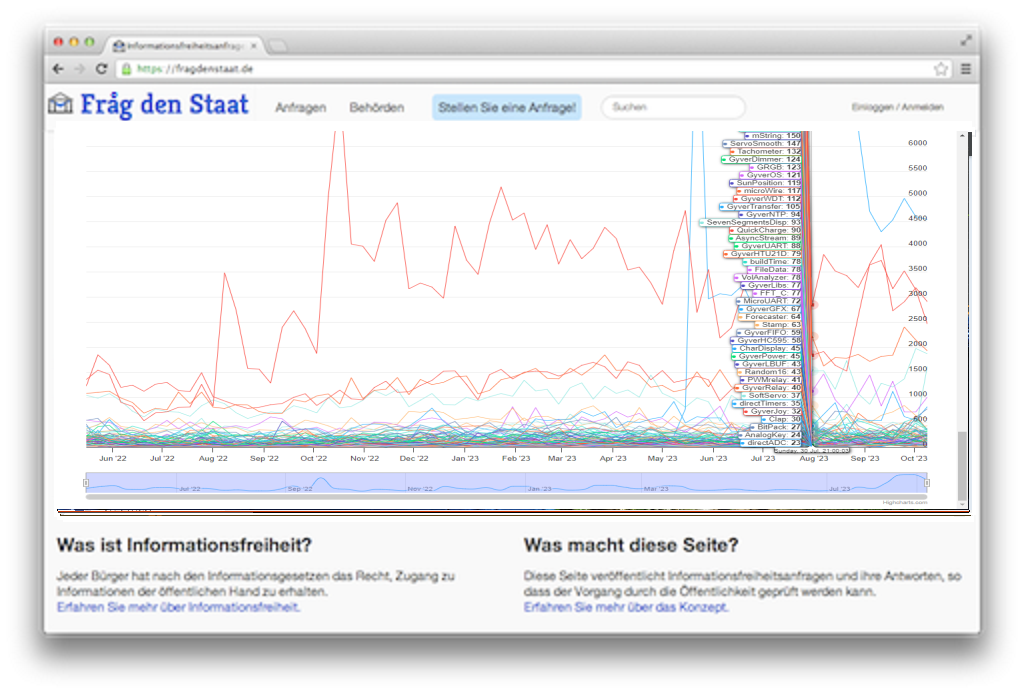 Informationsfreiheitsanfrage
https://fragdenstaat.de
Fråg den Staat
Anfragen
Behörden
Stellen Sie eine Anfrage!
Suchen
Einloggen / Anmelden
mString: 150
ServoSmooth: 147
Tachometer: 132
GyverDimmer: 124
GRGB: 123
GyverOS: 121
SunPosition: 119
microWire: 117
GyverWDT: 112
GyverTransfer: 105
GyverNTP: 94
SevenSegmentsDisp: 93
QuickCharge: 90
AsyncStream: 89
GyverUART: 88
GyverHTU21D: 79
buildTime: 78
FileData: 78
VolAnalyzer: 78
GyverLibs: 77
FFT_C: 77
MicroUART: 72
GyverGFX: 67
Forecaster: 64
Stamp: 63
GyverFIFO: 59
GyverHC595: 58
CharDisplay: 45
GyverPower: 45
GyverLBUF: 43
Random16: 43
PWMrelay: 41
GyverRelay: 40
SoftServo: 37
directTimers: 35
GyverJoy: 32
Clap: 30
BitPack: 27
AnalogKey: 24
directADC: 23
6000
5500
5000
4500
4000
3500
3000
2500
2000
1500
1000
500
0
Sunday, 30 Jul, 21:00:03
Jun '22
Jul '22
Aug '22
Sep '22
Oct '22
Nov '22
Dec '22
Jan '23
Feb '23
Mar '23
Apr '23
May '23
Jun '23
Jul '23
Aug '23
Sep '23
Oct '23
Jul '22
Sep '22
Nov '22
Jan '23
Mar '23
Jul '23
Highcharts.com
Was ist Informationsfreiheit?
Jeder Bürger hat nach den Informationsgesetzen das Recht, Zugang zu
Informationen der öffentlichen Hand zu erhalten.
Erfahren Sie mehr über Informationsfreiheit.
Was macht diese Seite?
Diese Seite veröffentlicht Informationsfreiheitsanfragen und ihre Antworten, so
dass der Vorgang durch die Öffentlichkeit geprüft werden kann.
Erfahren Sie mehr über das Konzept.